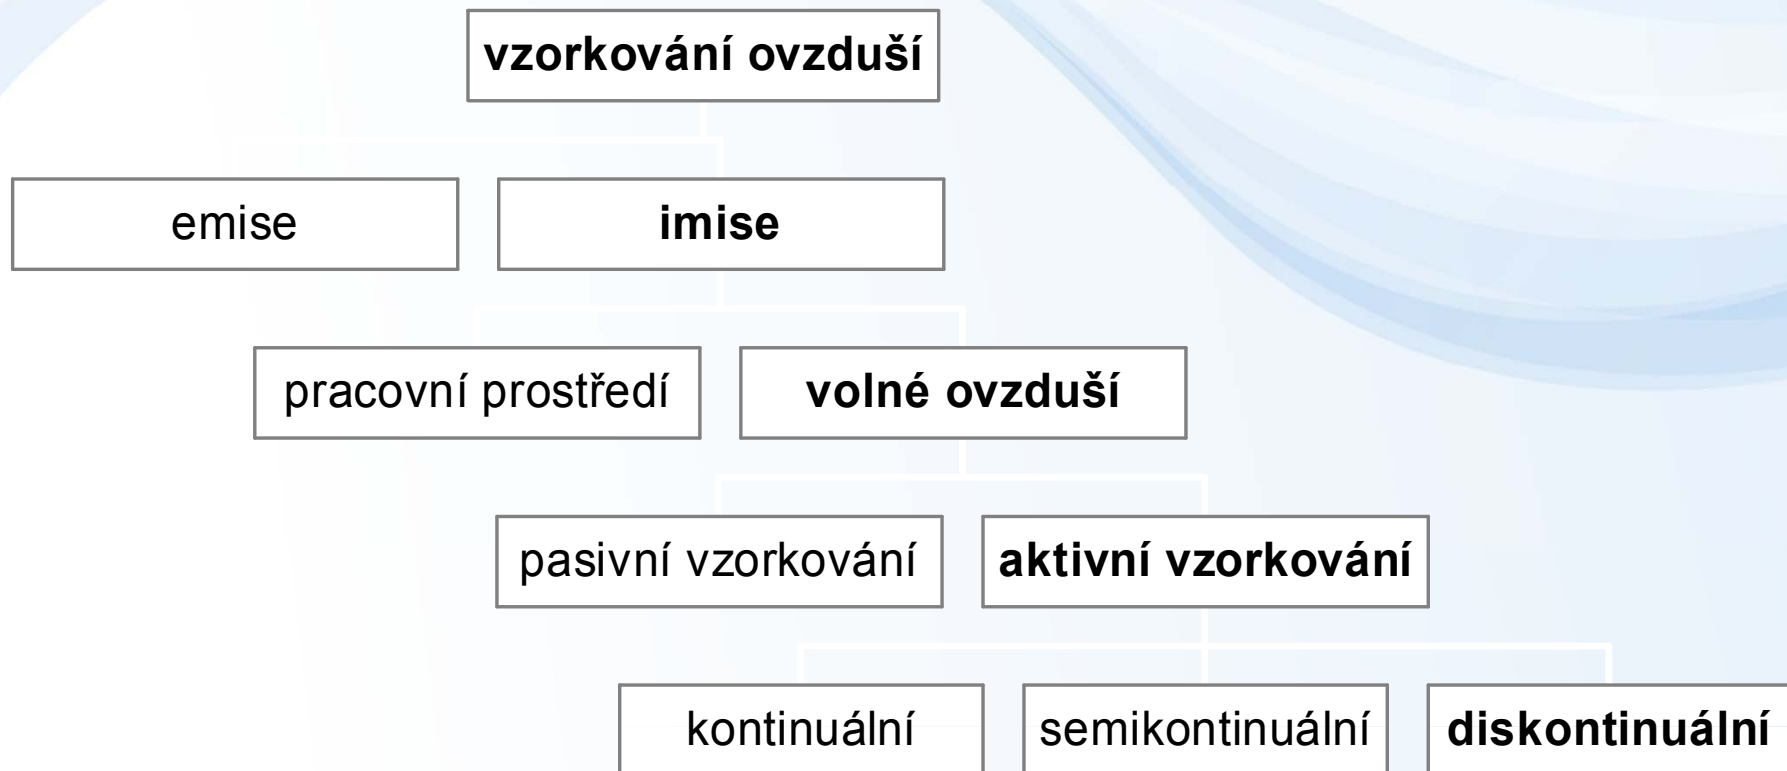 vzorkování ovzduší
emise
imise
pracovní prostředí
volné ovzduší
pasivní vzorkování
aktivní vzorkování
kontinuální
semikontinuální
diskontinuální